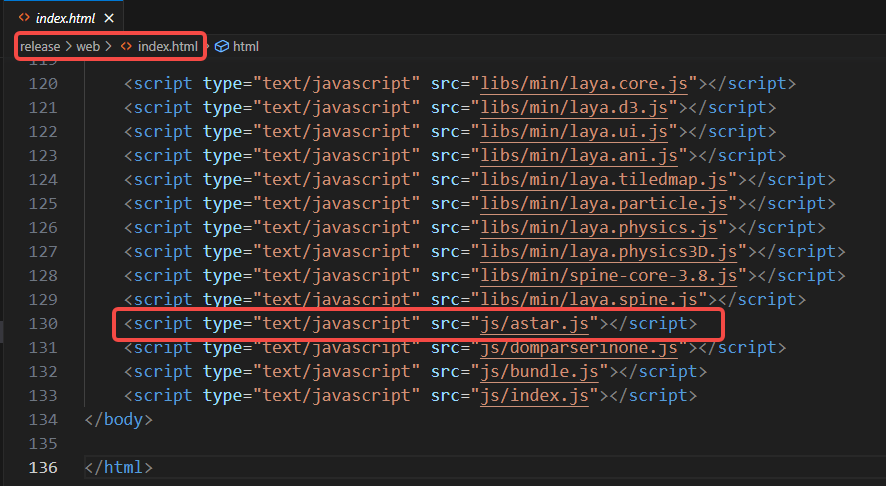 index.html
release > web > index.html > html
119
120 <script type="text/javascript" src="libs/min/laya.core.js"></script>
121 <script type="text/javascript" src="libs/min/laya.d3.js"></script>
122 <script type="text/javascript" src="libs/min/laya.ui.js"></script>
123 <script type="text/javascript" src="libs/min/laya.ani.js"></script>
124 <script type="text/javascript" src="libs/min/laya.tiledmap.js"></script>
125 <script type="text/javascript" src="libs/min/laya.particle.js"></script>
126 <script type="text/javascript" src="libs/min/laya.physics.js"></script>
127 <script type="text/javascript" src="libs/min/laya.physics3D.js"></script>
128 <script type="text/javascript" src="libs/min/spine-core-3.8.js"></script>
129 <script type="text/javascript" src="libs/min/laya.spine.js"></script>
130 <script type="text/javascript" src="js/astar.js"></script>
131 <script type="text/javascript" src="js/domparserinone.js"></script>
132 <script type="text/javascript" src="js/bundle.js"></script>
133 <script type="text/javascript" src="js/index.js"></script>
134 </body>
135
136 </html>